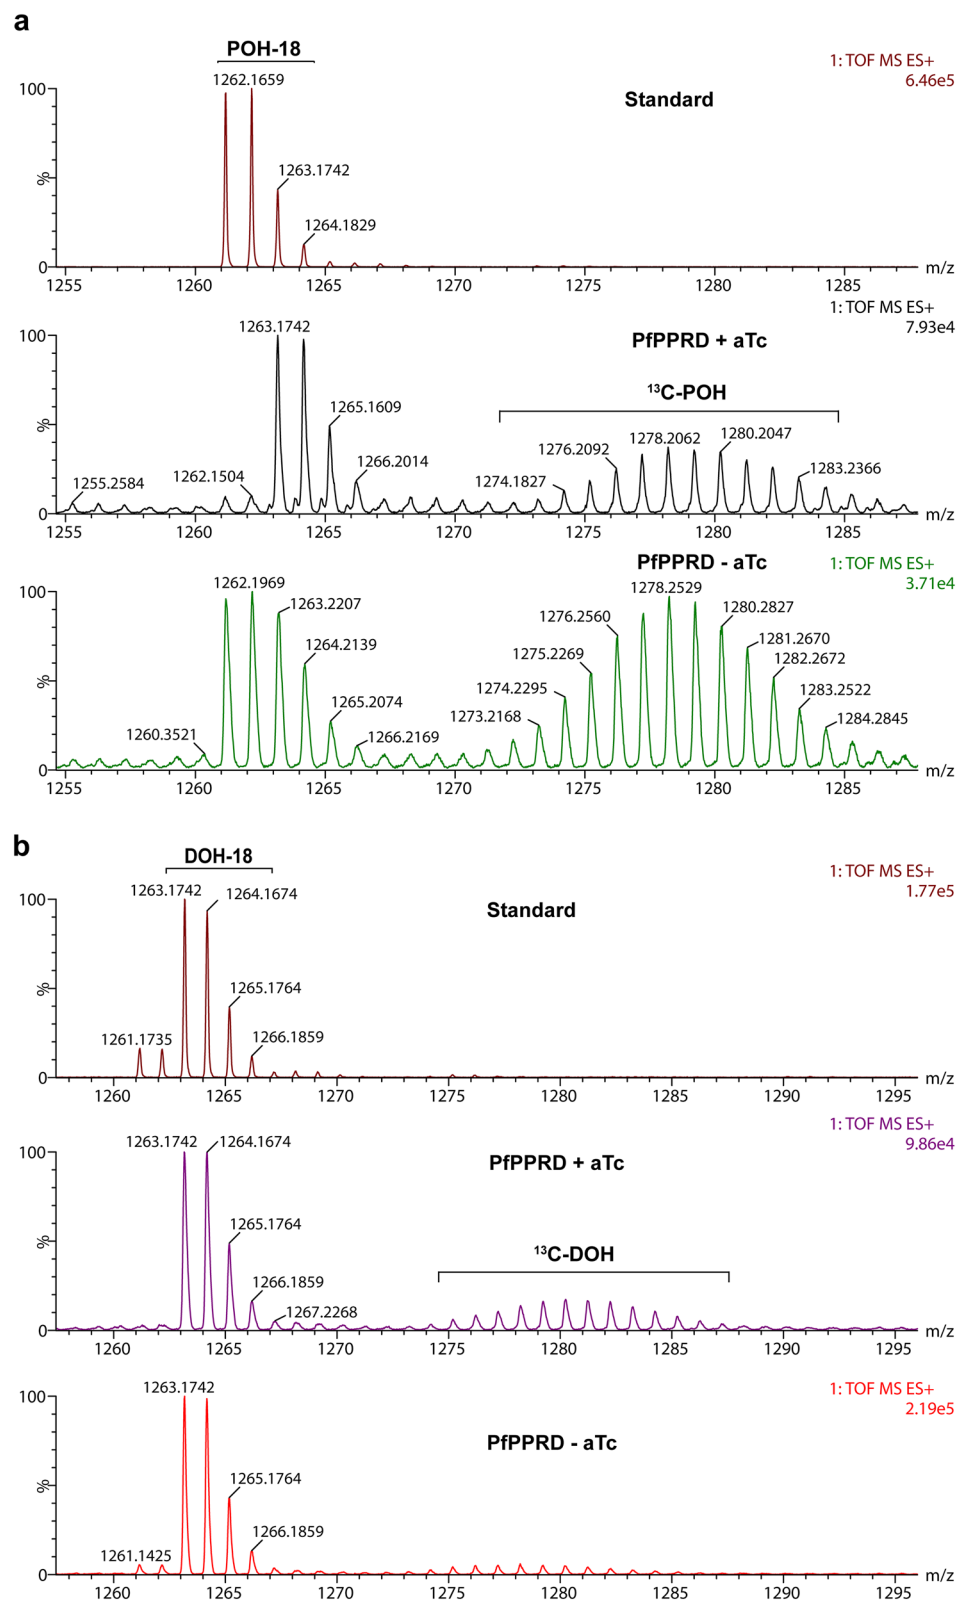 a
POH-18
1: TOF MS ES+
6.46e5
Standard
1262.1659
1263.1742
1264.1829
100
%
0
1255 1260 1265 1270 1275 1280 1285 m/z
1: TOF MS ES+
7.93e4
PfPPRD + aTc
¹³C-POH
1263.1742
1265.1609
1266.2014
1262.1504
1255.2584
1274.1827
1276.2092
1278.2062
1280.2047
1283.2366
100
%
0
1255 1260 1265 1270 1275 1280 1285 m/z
PfPPRD - aTc
1: TOF MS ES+
3.71e4
1262.1969
1263.2207
1264.2139
1265.2074
1266.2169
1260.3521
1273.2168
1274.2295
1275.2269
1276.2560
1278.2529
1280.2827
1281.2670
1282.2672
1283.2522
1284.2845
100
%
0
1255 1260 1265 1270 1275 1280 1285 m/z
b
DOH-18
1: TOF MS ES+
1.77e5
Standard
1263.1742
1264.1674
1265.1764
1266.1859
1261.1735
100
%
0
1260 1265 1270 1275 1280 1285 1290 1295 m/z
1: TOF MS ES+
9.86e4
PfPPRD + aTc
¹³C-DOH
1263.1742
1264.1674
1265.1764
1266.1859
1267.2268
100
%
0
1260 1265 1270 1275 1280 1285 1290 1295 m/z
1: TOF MS ES+
2.19e5
PfPPRD - aTc
1263.1742
1265.1764
1266.1859
1261.1425
100
%
0
1260 1265 1270 1275 1280 1285 1290 1295 m/z